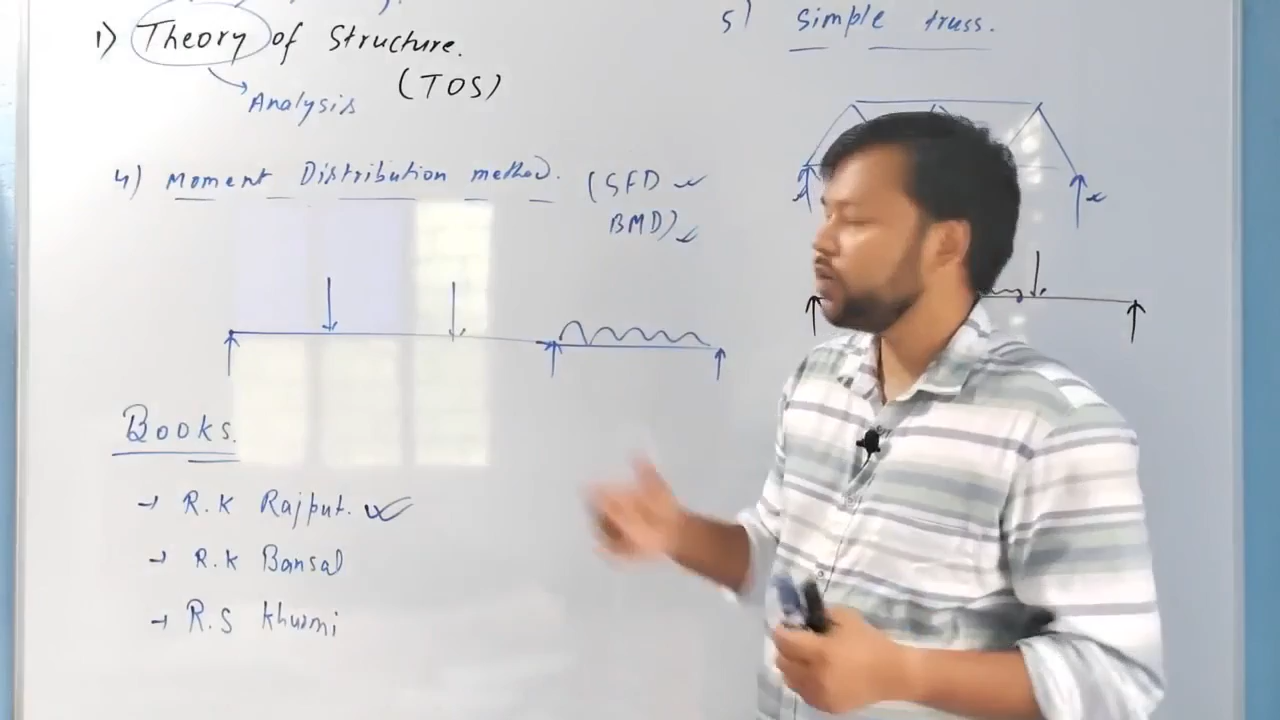 1) Theory of Structure.
(TOS)
Analysis
4) Moment Distribution method. (SFD
BMD)
Books.
→ R.K Rajput.
→ R.K Bansal
→ R.S Khurmi
5) Simple truss.